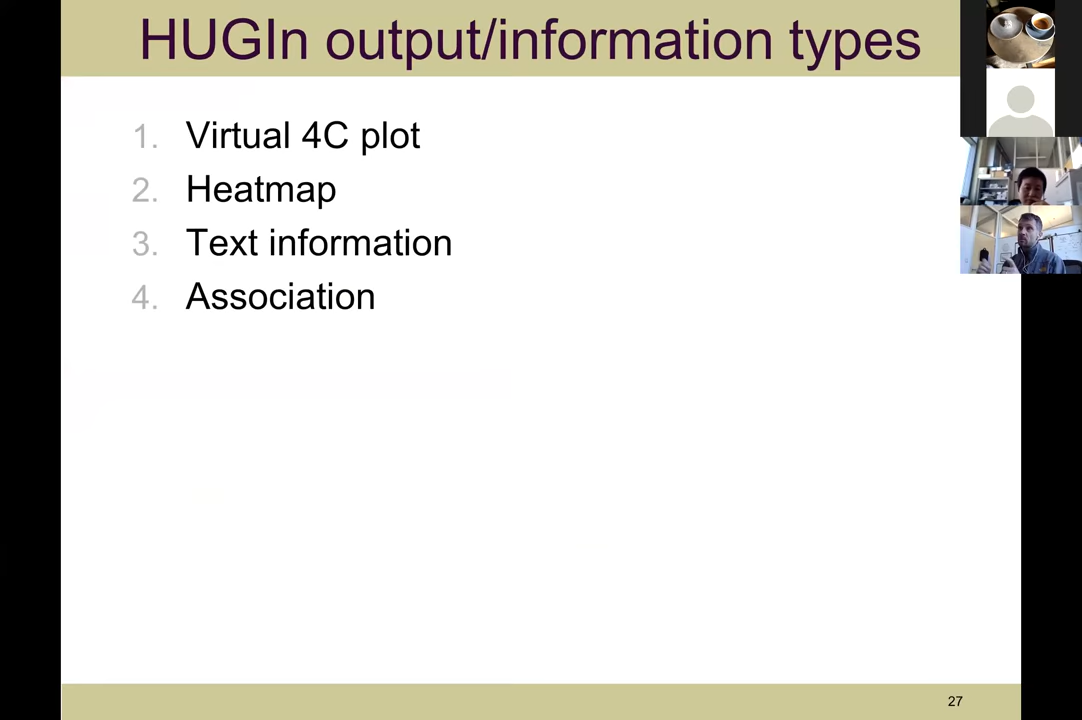 HUGIn output/information types
1. Virtual 4C plot
2. Heatmap
3. Text information
4. Association
27